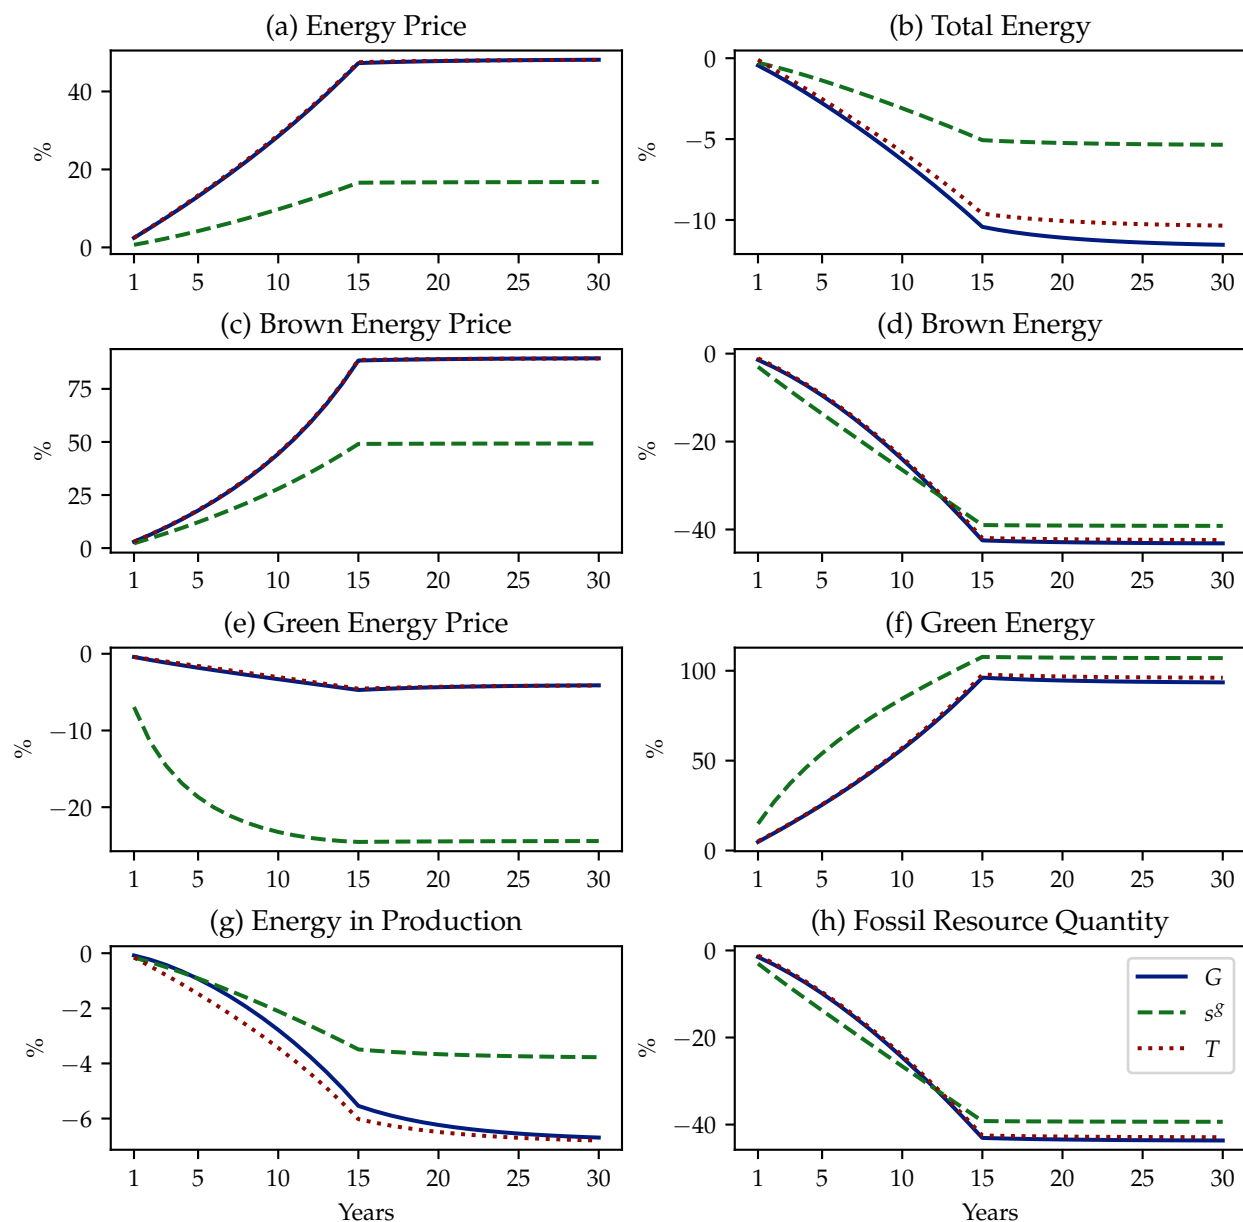 (a) Energy Price
%
40
20
0
1 5 10 15 20 25 30
(b) Total Energy
%
0
−5
−10
1 5 10 15 20 25 30
(c) Brown Energy Price
%
75
50
25
0
1 5 10 15 20 25 30
(d) Brown Energy
%
0
−20
−40
1 5 10 15 20 25 30
(e) Green Energy Price
%
0
−10
−20
1 5 10 15 20 25 30
(f) Green Energy
%
100
50
0
1 5 10 15 20 25 30
(g) Energy in Production
%
0
−2
−4
−6
1 5 10 15 20 25 30
Years
(h) Fossil Resource Quantity
%
0
−20
−40
G
s^g
T
1 5 10 15 20 25 30
Years